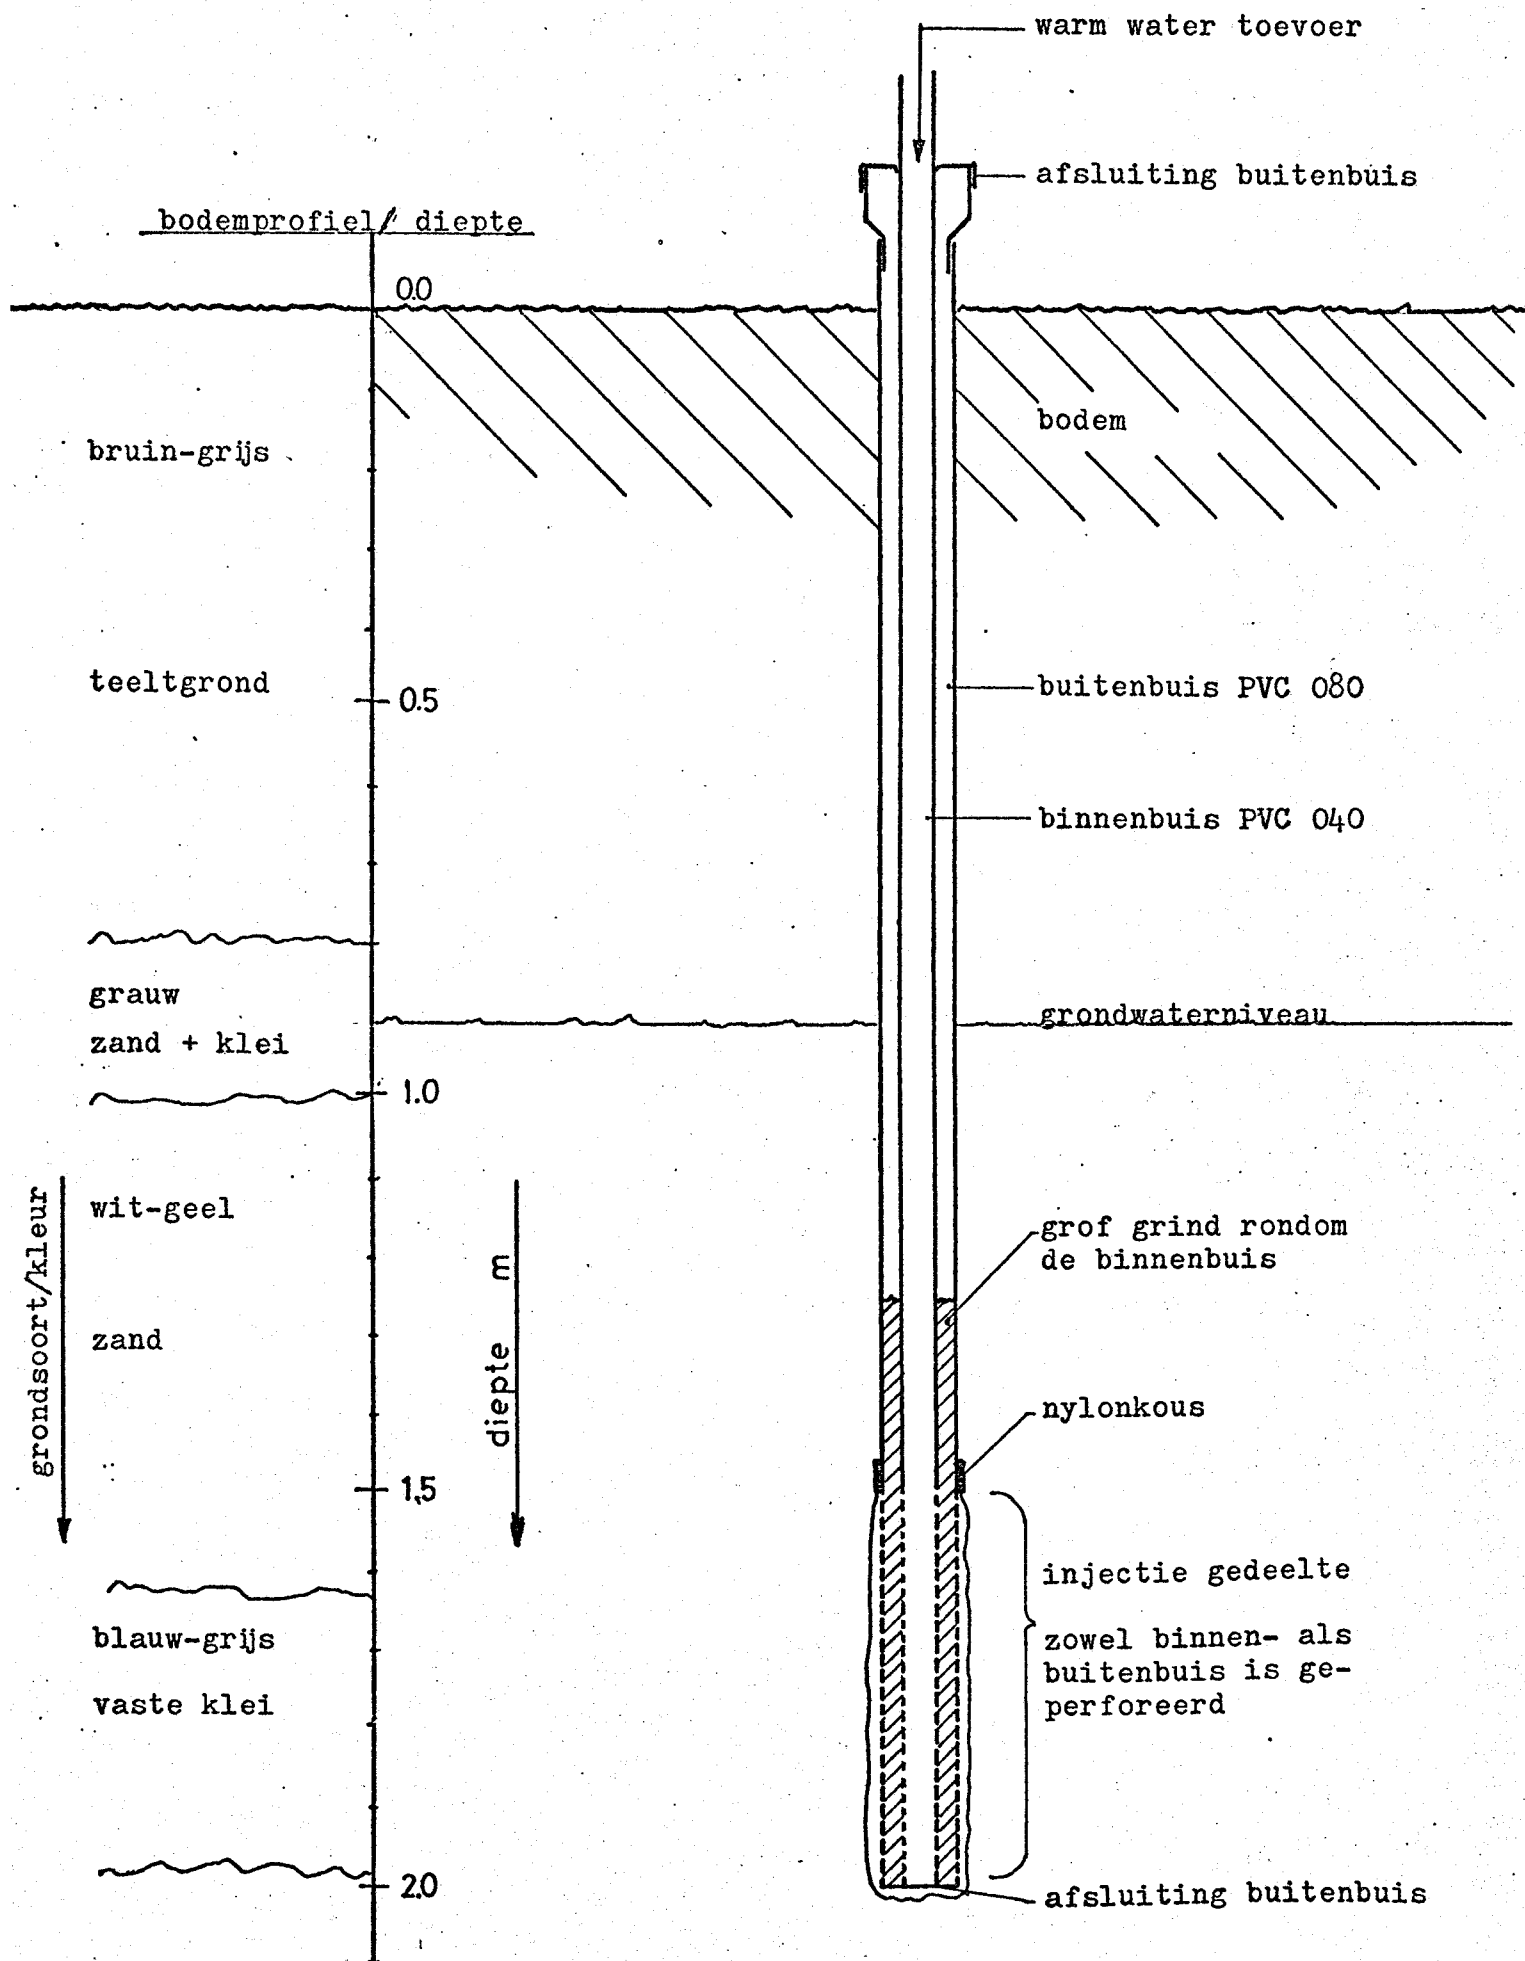 warm water toevoer
afsluiting buitenbuis
bodemprofiel/ diepte
0.0
bodem
bruin-grijs
teeltgrond
0.5
buitenbuis PVC 080
binnenbuis PVC 040
grauw
zand + klei
grondwaterniveau
1.0
grondsoort/kleur
wit-geel
zand
diepte m
grof grind rondom
de binnenbuis
nylonkous
1.5
injectie gedeelte
zowel binnen- als
buitenbuis is ge-
perforeerd
blauw-grijs
vaste klei
2.0
afsluiting buitenbuis